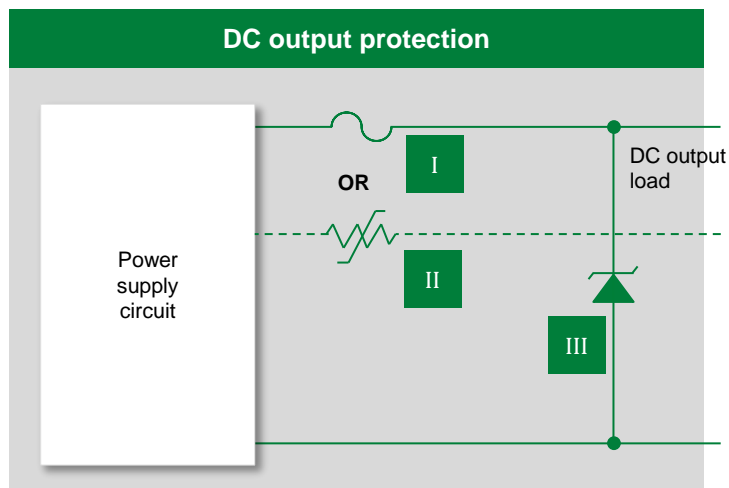 DC output protection
I
DC output
load
OR
Power
supply
circuit
II
III